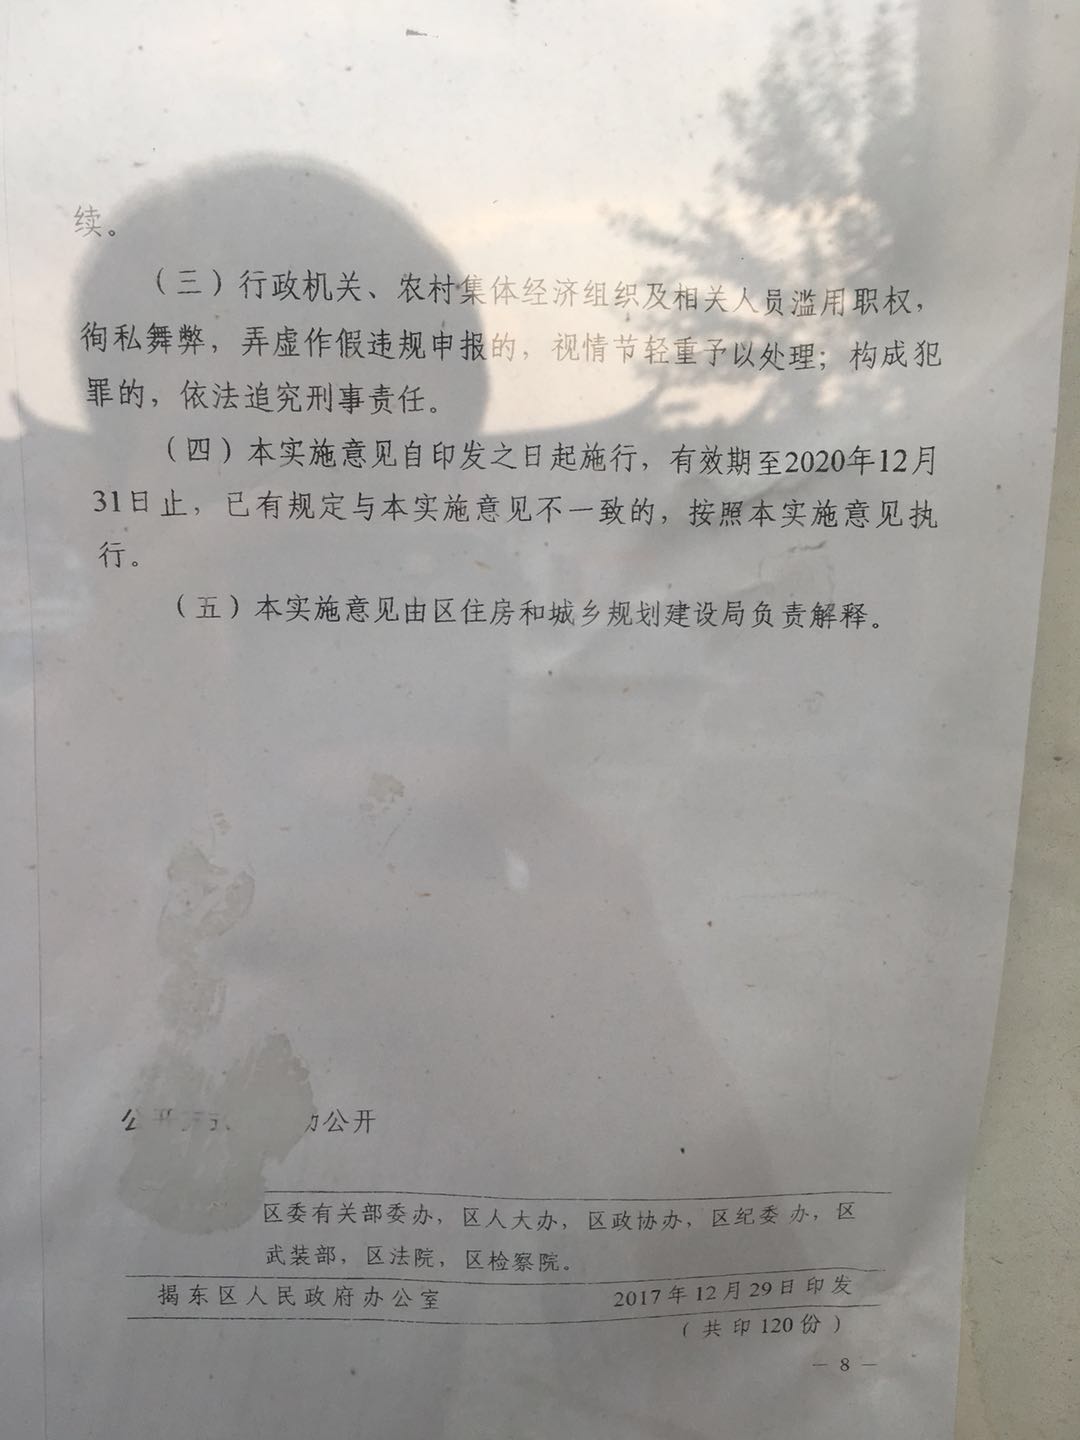 续。
（三）行政机关、农村集体经济组织及相关人员滥用职权，
徇私舞弊，弄虚作假违规申报的，视情节轻重予以处理；构成犯
罪的，依法追究刑事责任。
（四）本实施意见自印发之日起施行，有效期至2020年12月
31日止，已有规定与本实施意见不一致的，按照本实施意见执
行。
（五）本实施意见由区住房和城乡规划建设局负责解释。
公开方式 动公开
区委有关部委办，区人大办，区政协办，区纪委办，区
武装部，区法院，区检察院。
揭东区人民政府办公室 2017年12月29日印发
（共印120份）
— 8 —